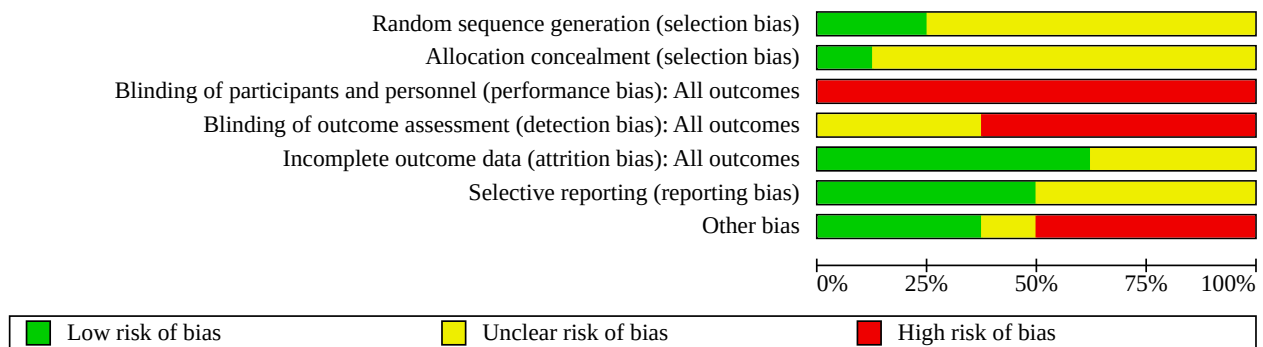 Random sequence generation (selection bias)
Allocation concealment (selection bias)
Blinding of participants and personnel (performance bias): All outcomes
Blinding of outcome assessment (detection bias): All outcomes
Incomplete outcome data (attrition bias): All outcomes
Selective reporting (reporting bias)
Other bias
0% 25% 50% 75% 100%
Low risk of bias Unclear risk of bias High risk of bias